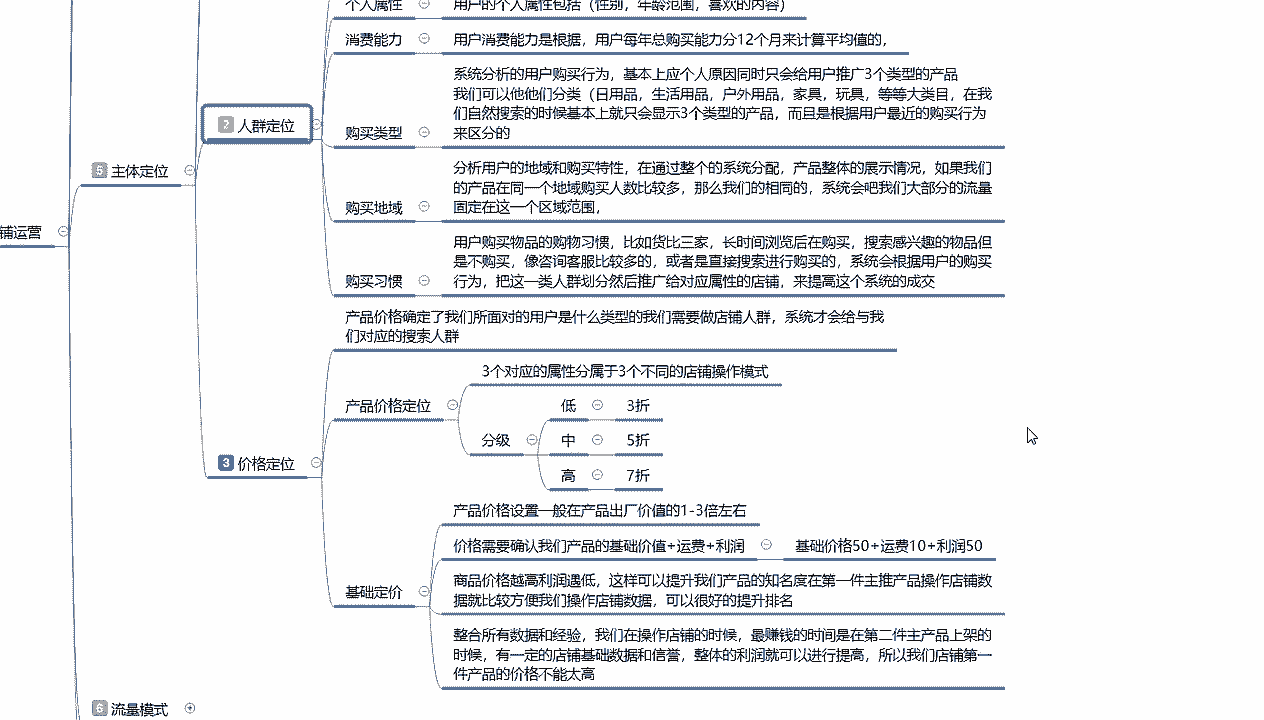 个人属性
用户的个人属性包括（性别，年龄范围，喜欢的内容）
消费能力
用户消费能力是根据，用户每年总购买能力分12个月来计算平均值的，
系统分析的用户购买行为，基本上应个人原因同时只会给用户推广3个类型的产品
我们可以他他们分类（日用品，生活用品，户外用品，家具，玩具，等等大类目，在我
们自然搜索的时候基本上就只会显示3个类型的产品，而且是根据用户最近的购买行为
来区分的
购买类型
2 人群定位
5 主体定位
分析用户的地域和购买特性，在通过整个的系统分配，产品整体的展示情况，如果我们
的产品在同一个地域购买人数比较多，那么我们的相同的，系统会吧我们大部分的流量
固定在这一个区域范围，
购买地域
铺运营
用户购买物品的购物习惯，比如货比三家，长时间浏览后在购买，搜索感兴趣的物品但
是不购买，像咨询客服比较多的，或者是直接搜索进行购买的，系统会根据用户的购买
行为，把这一类人群划分然后推广给对应属性的店铺，来提高这个系统的成交
购买习惯
产品价格确定了我们所面对的用户是什么类型的我们需要做店铺人群，系统才会给与我
们对应的搜索人群
3个对应的属性分属于3个不同的店铺操作模式
产品价格定位
低
3折
分级
中
5折
高
7折
3 价格定位
产品价格设置一般在产品出厂价值的1-3倍左右
价格需要确认我们产品的基础价值+运费+利润
基础价格50+运费10+利润50
商品价格越高利润遇低，这样可以提升我们产品的知名度在第一件主推产品操作店铺数
据就比较方便我们操作店铺数据，可以很好的提升排名
基础定价
整合所有数据和经验，我们在操作店铺的时候，最赚钱的时间是在第二件主产品上架的
时候，有一定的店铺基础数据和信誉，整体的利润就可以进行提高，所以我们店铺第一
件产品的价格不能太高
6 流量模式